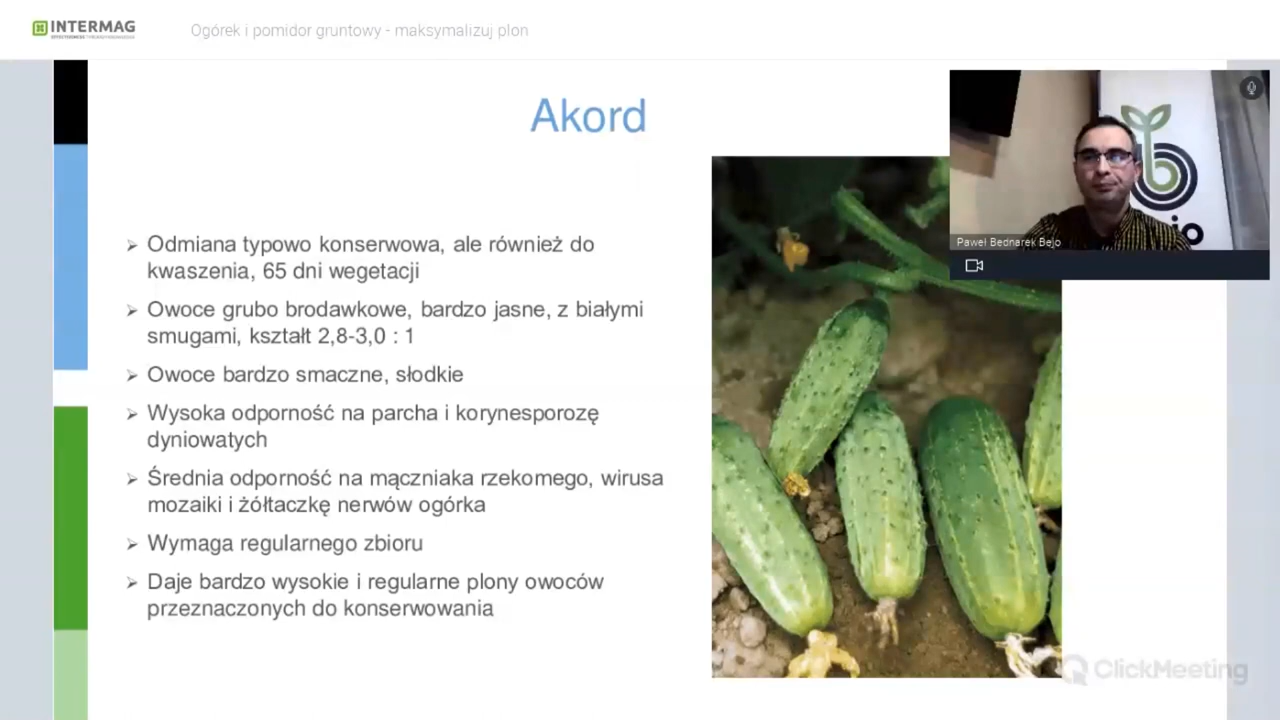 INTERMAG
Ogórek i pomidor gruntowy - maksymalizuj plon
Akord
➢ Odmiana typowo konserwowa, ale również do
kwaszenia, 65 dni wegetacji
➢ Owoce grubo brodawkowe, bardzo jasne, z białymi
smugami, kształt 2,8-3,0 : 1
➢ Owoce bardzo smaczne, słodkie
➢ Wysoka odporność na parcha i korynesporozę
dyniowatych
➢ Średnia odporność na mączniaka rzekomego, wirusa
mozaiki i żółtaczkę nerwów ogórka
➢ Wymaga regularnego zbioru
➢ Daje bardzo wysokie i regularne plony owoców
przeznaczonych do konserwowania
Paweł Bednarek Bejo
ClickMeeting